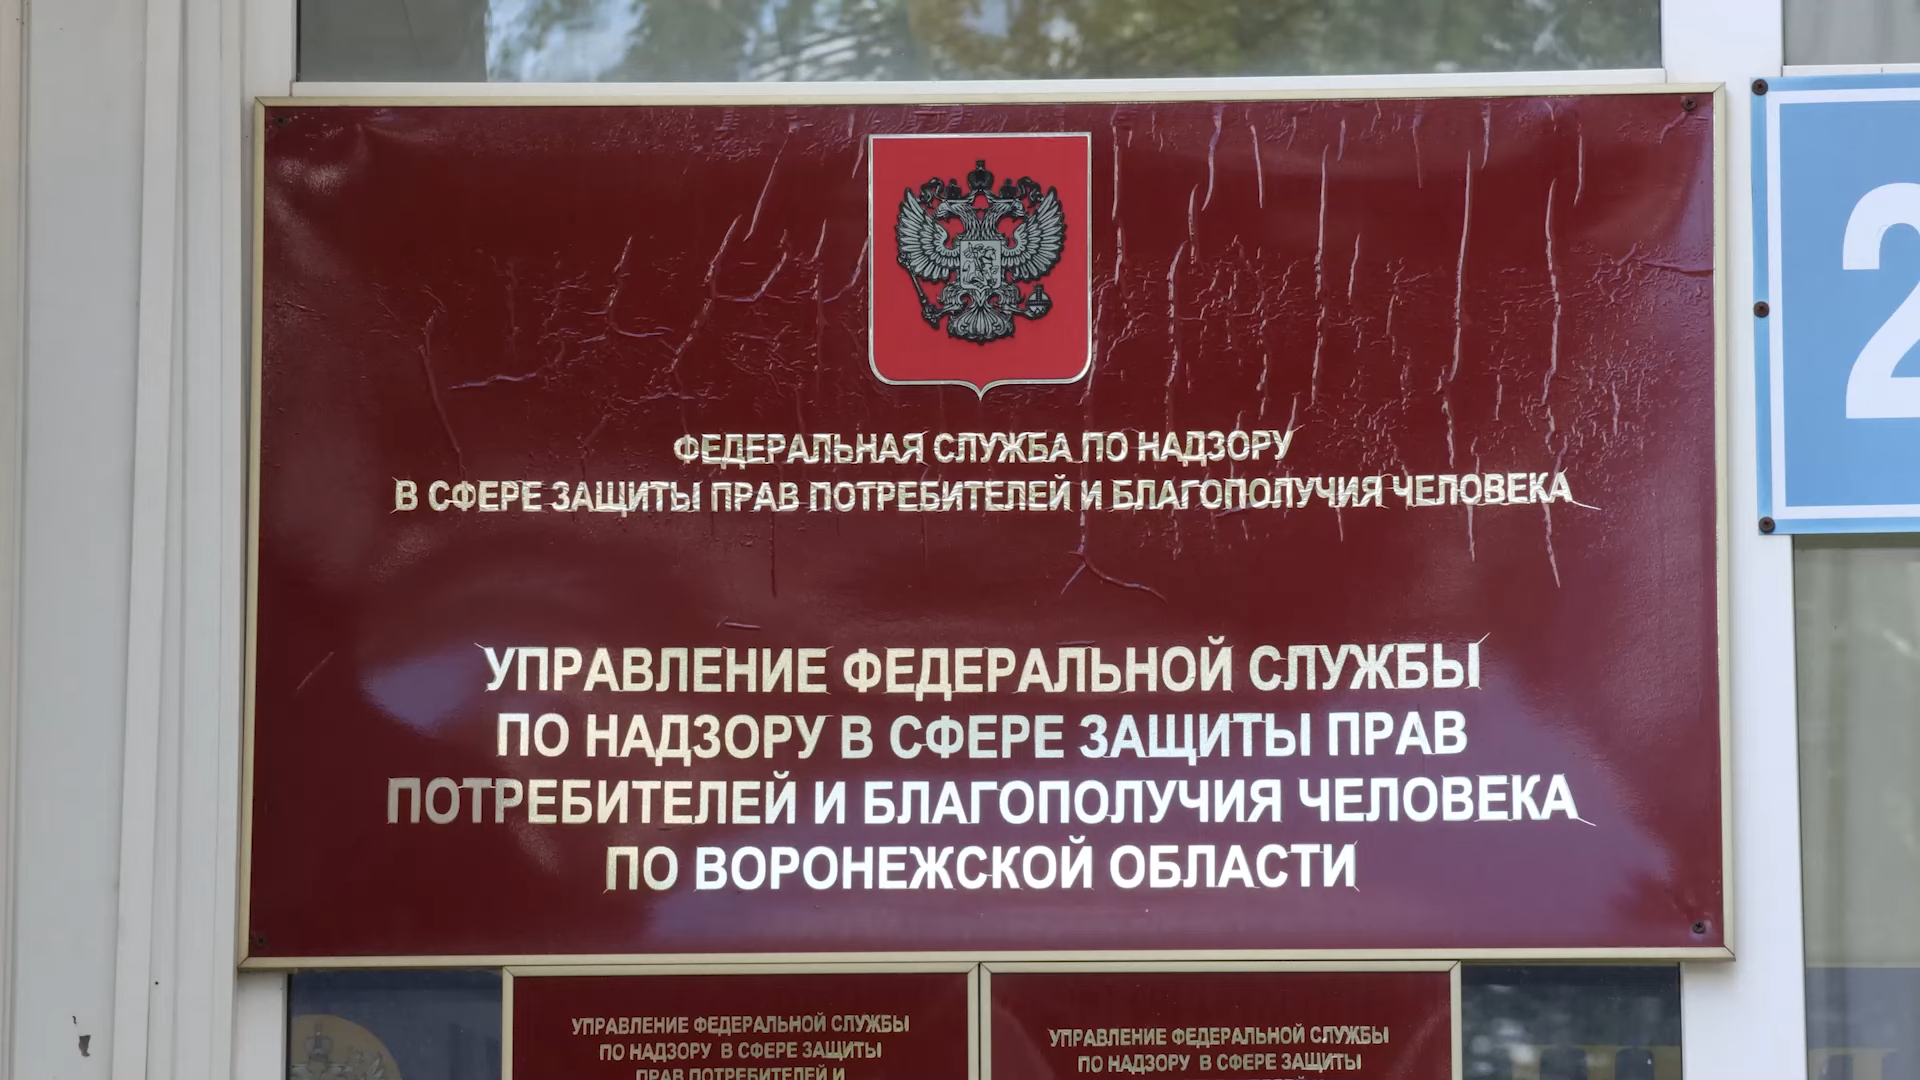 ФЕДЕРАЛЬНАЯ СЛУЖБА ПО НАДЗОРУ
В СФЕРЕ ЗАЩИТЫ ПРАВ ПОТРЕБИТЕЛЕЙ И БЛАГОПОЛУЧИЯ ЧЕЛОВЕКА
УПРАВЛЕНИЕ ФЕДЕРАЛЬНОЙ СЛУЖБЫ
ПО НАДЗОРУ В СФЕРЕ ЗАЩИТЫ ПРАВ
ПОТРЕБИТЕЛЕЙ И БЛАГОПОЛУЧИЯ ЧЕЛОВЕКА
ПО ВОРОНЕЖСКОЙ ОБЛАСТИ
2
УПРАВЛЕНИЕ ФЕДЕРАЛЬНОЙ СЛУЖБЫ
ПО НАДЗОРУ В СФЕРЕ ЗАЩИТЫ
ПРАВ ПОТРЕБИТЕЛЕЙ И
УПРАВЛЕНИЕ ФЕДЕРАЛЬНОЙ СЛУЖБЫ
ПО НАДЗОРУ В СФЕРЕ ЗАЩИТЫ